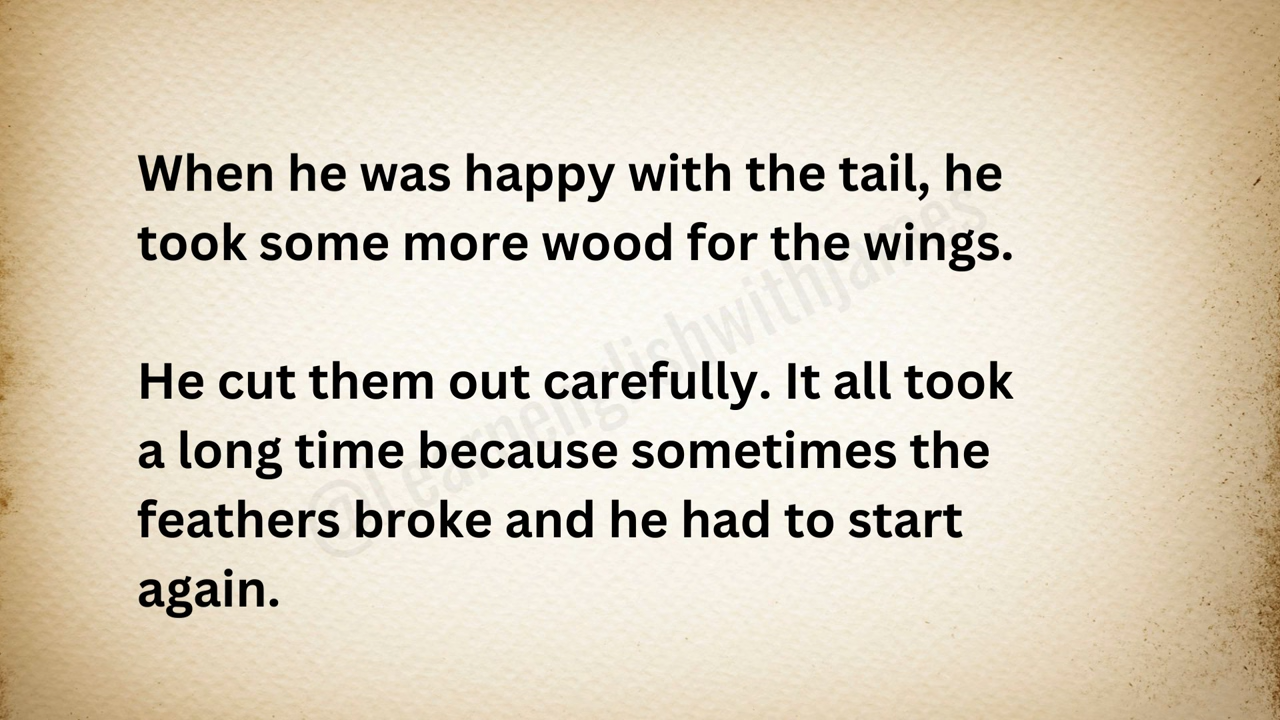 When he was happy with the tail, he
took some more wood for the wings.
He cut them out carefully. It all took
a long time because sometimes the
feathers broke and he had to start
again.
@Learnenglishwithjames